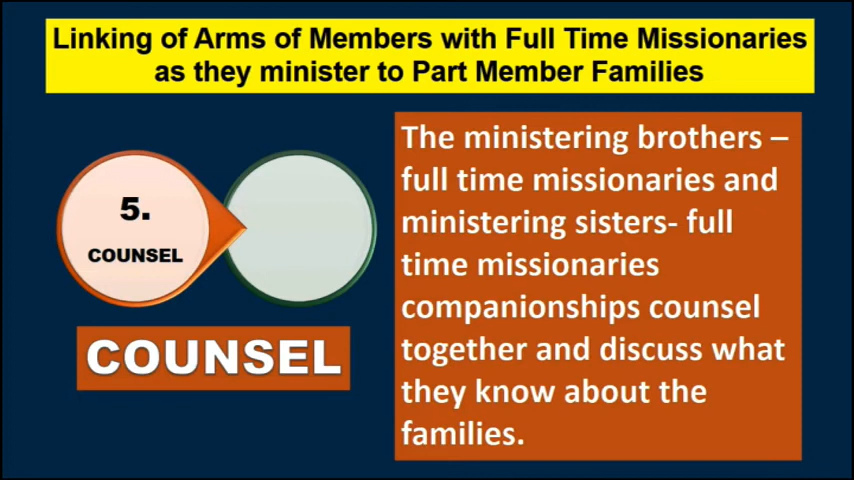 Linking of Arms of Members with Full Time Missionaries
as they minister to Part Member Families
5.
COUNSEL
COUNSEL
The ministering brothers –
full time missionaries and
ministering sisters- full
time missionaries
companionships counsel
together and discuss what
they know about the
families.